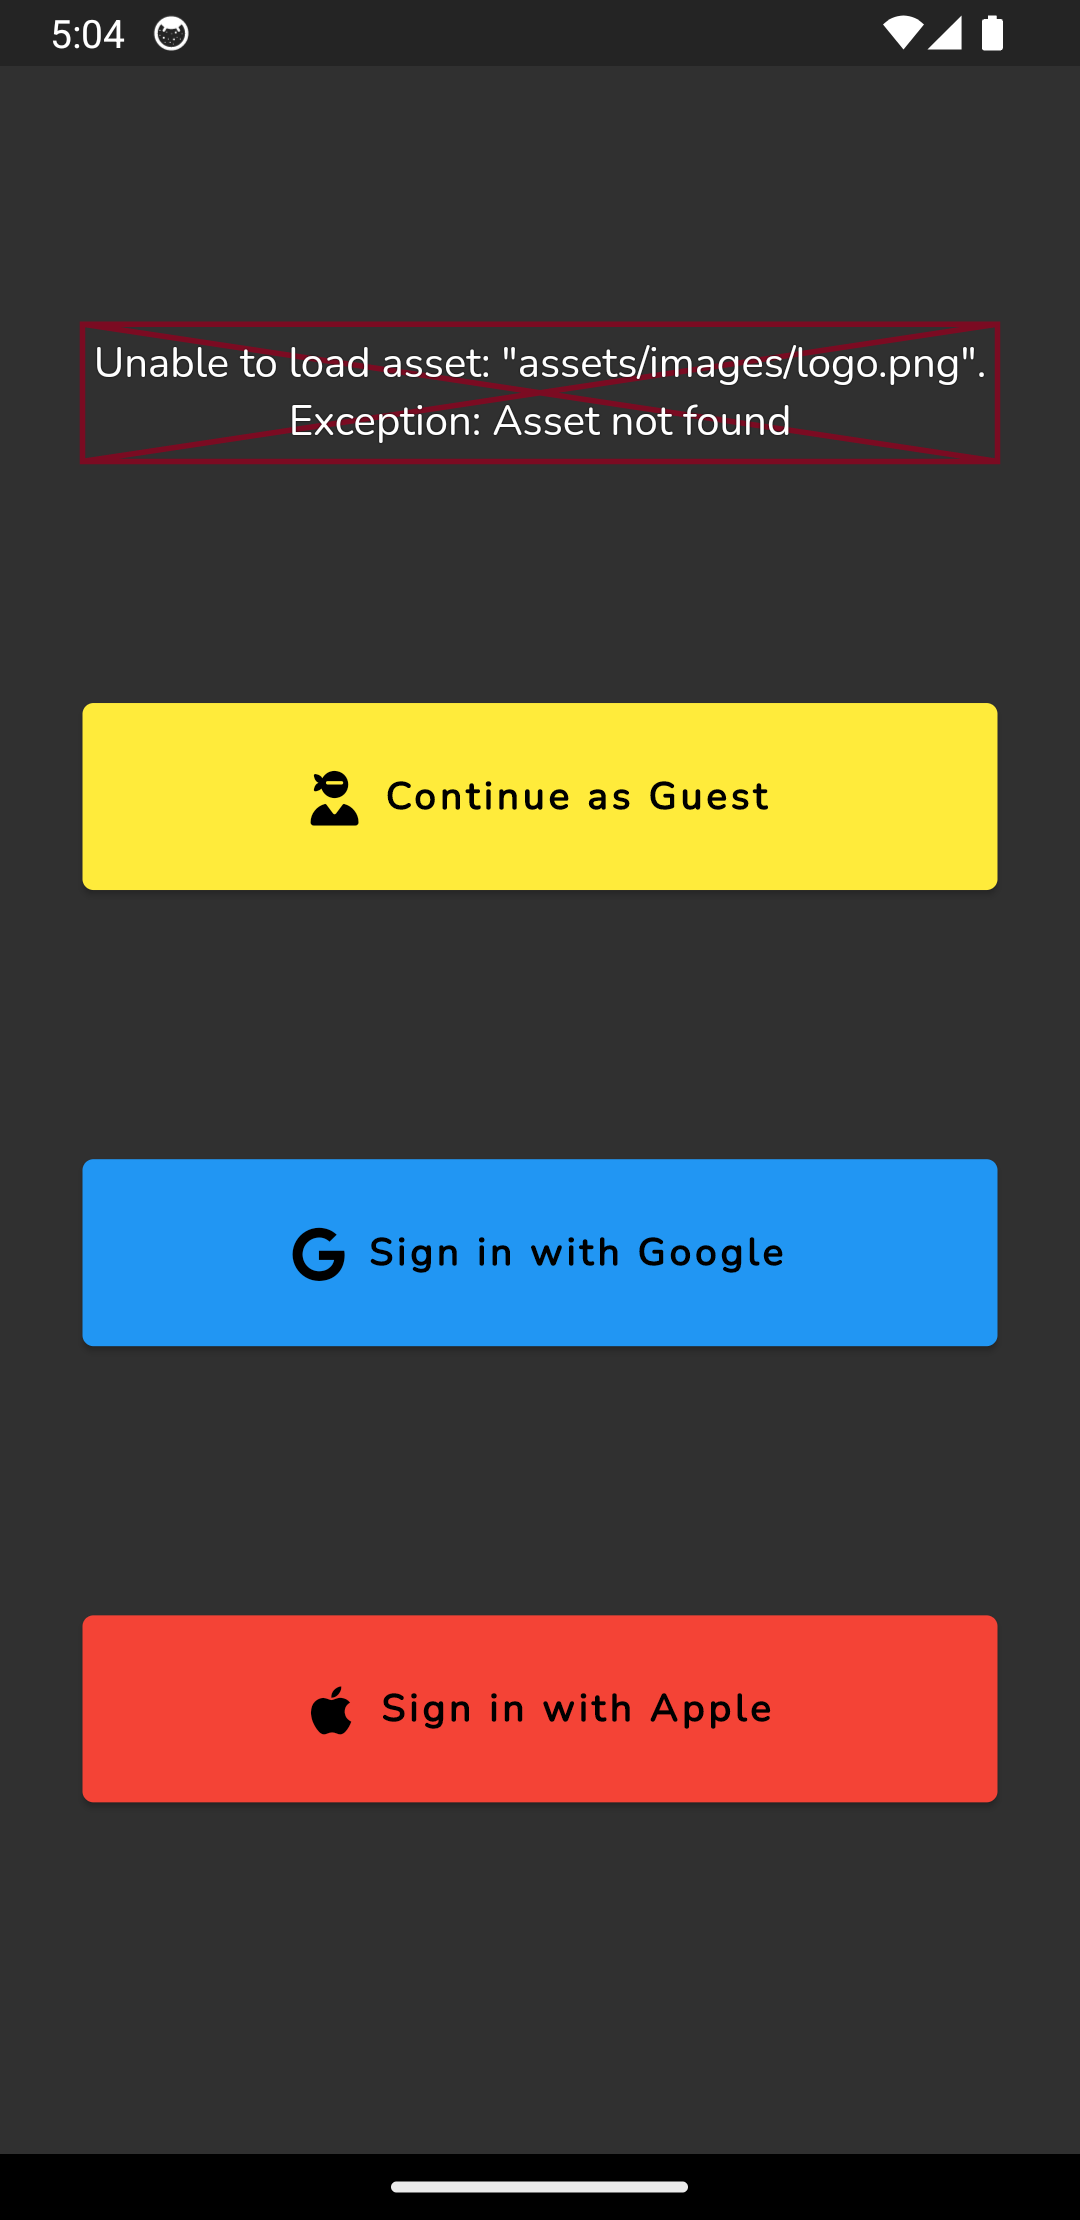 5:04
Unable to load asset: "assets/images/logo.png".
Exception: Asset not found
Continue as Guest
Sign in with Google
Sign in with Apple